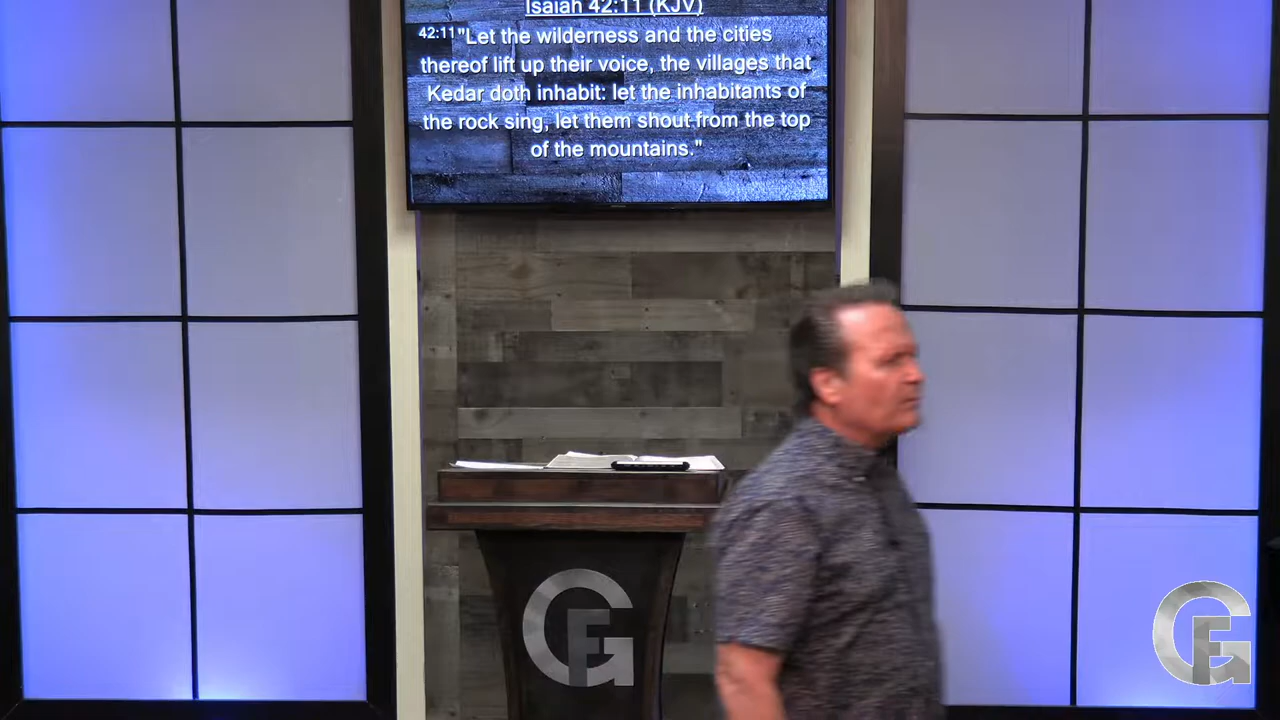 Isaiah 42:11 (KJV)
42:11"Let the wilderness and the cities
thereof lift up their voice, the villages that
Kedar doth inhabit: let the inhabitants of
the rock sing, let them shout from the top
of the mountains."
GF
GF